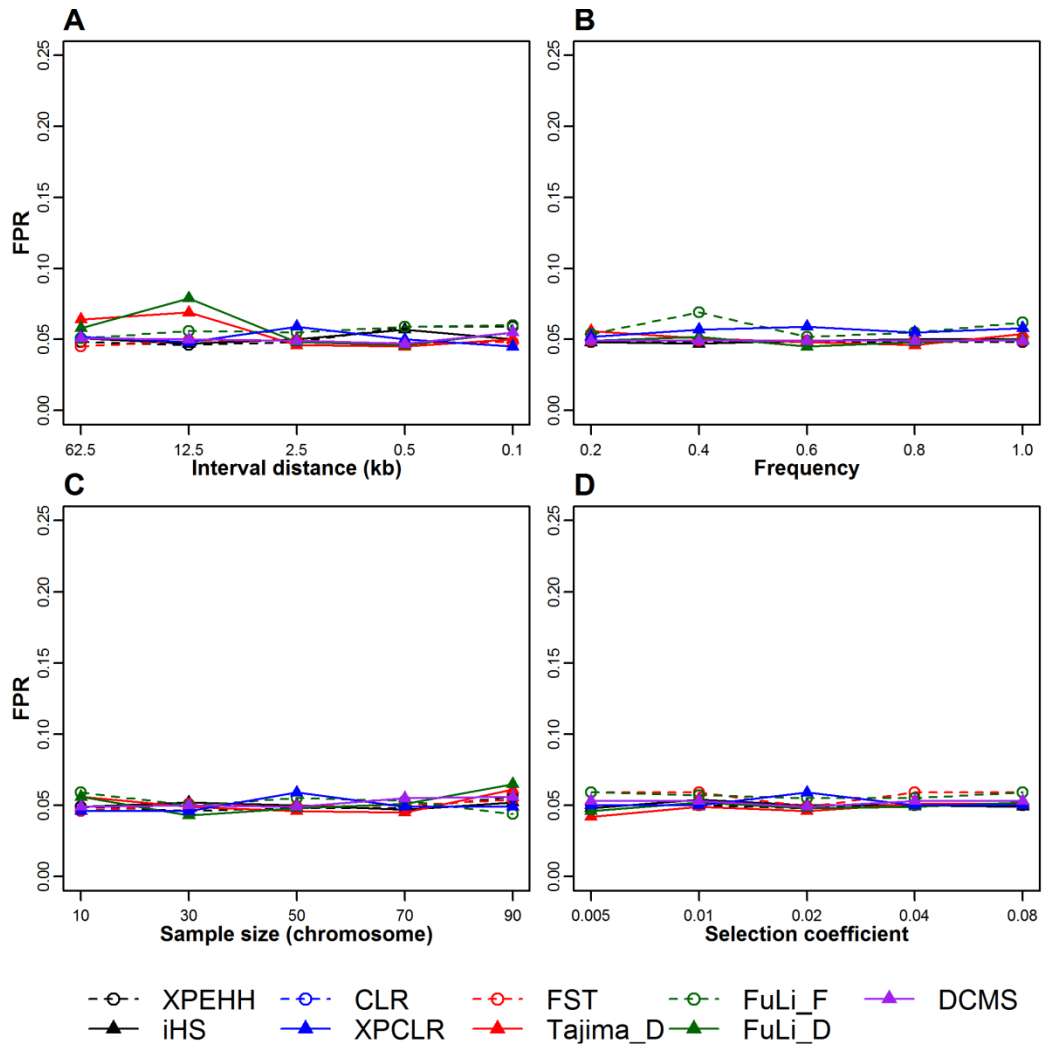 A
B
0.25
0.20
0.15
0.10
0.05
0.00
FPR
62.5 12.5 2.5 0.5 0.1
Interval distance (kb)
0.25
0.20
0.15
0.10
0.05
0.00
0.2 0.4 0.6 0.8 1.0
Frequency
C
D
0.25
0.20
0.15
0.10
0.05
0.00
FPR
10 30 50 70 90
Sample size (chromosome)
0.25
0.20
0.15
0.10
0.05
0.00
0.005 0.01 0.02 0.04 0.08
Selection coefficient
XPEHH CLR FST FuLi_F DCMS
iHS XPCLR Tajima_D FuLi_D